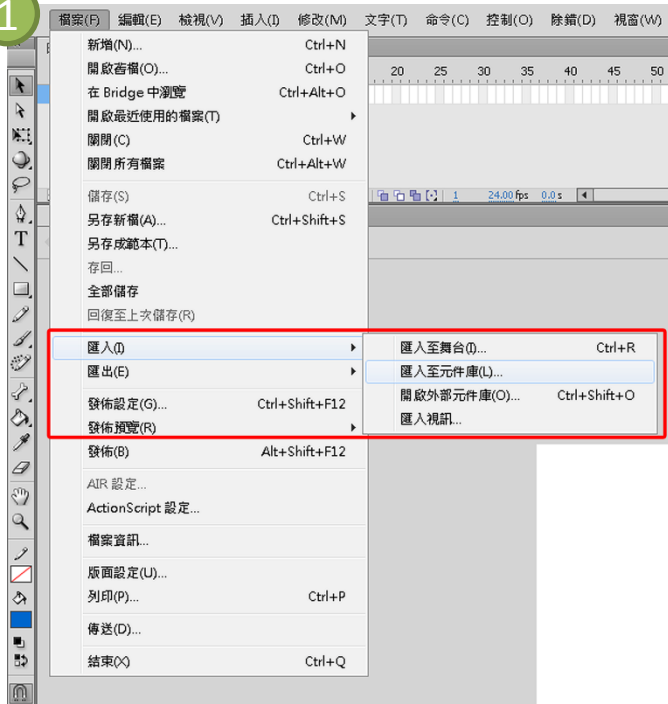 1
檔案(F) 編輯(E) 檢視(V) 插入(I) 修改(M) 文字(T) 命令(C) 控制(O) 除錯(D) 視窗(W)
新增(N)... Ctrl+N
開啟舊檔(O)... Ctrl+O
在 Bridge 中瀏覽 Ctrl+Alt+O
開啟最近使用的檔案(T)
關閉(C) Ctrl+W
關閉所有檔案 Ctrl+Alt+W
儲存(S) Ctrl+S
另存新檔(A)... Ctrl+Shift+S
另存成範本(T)...
存回...
全部儲存
回復至上次儲存(R)
匯入(I)
匯出(E)
發佈設定(G)... Ctrl+Shift+F12
發佈預覽(R)
發佈(B) Alt+Shift+F12
AIR 設定...
ActionScript 設定...
檔案資訊...
版面設定(U)...
列印(P)... Ctrl+P
傳送(D)...
結束(X) Ctrl+Q
匯入至舞台(I)... Ctrl+R
匯入至元件庫(L)...
開啟外部元件庫(O)... Ctrl+Shift+O
匯入視訊...
20 25 30 35 40 45 50
1 24.00 fps 0.0 s
T